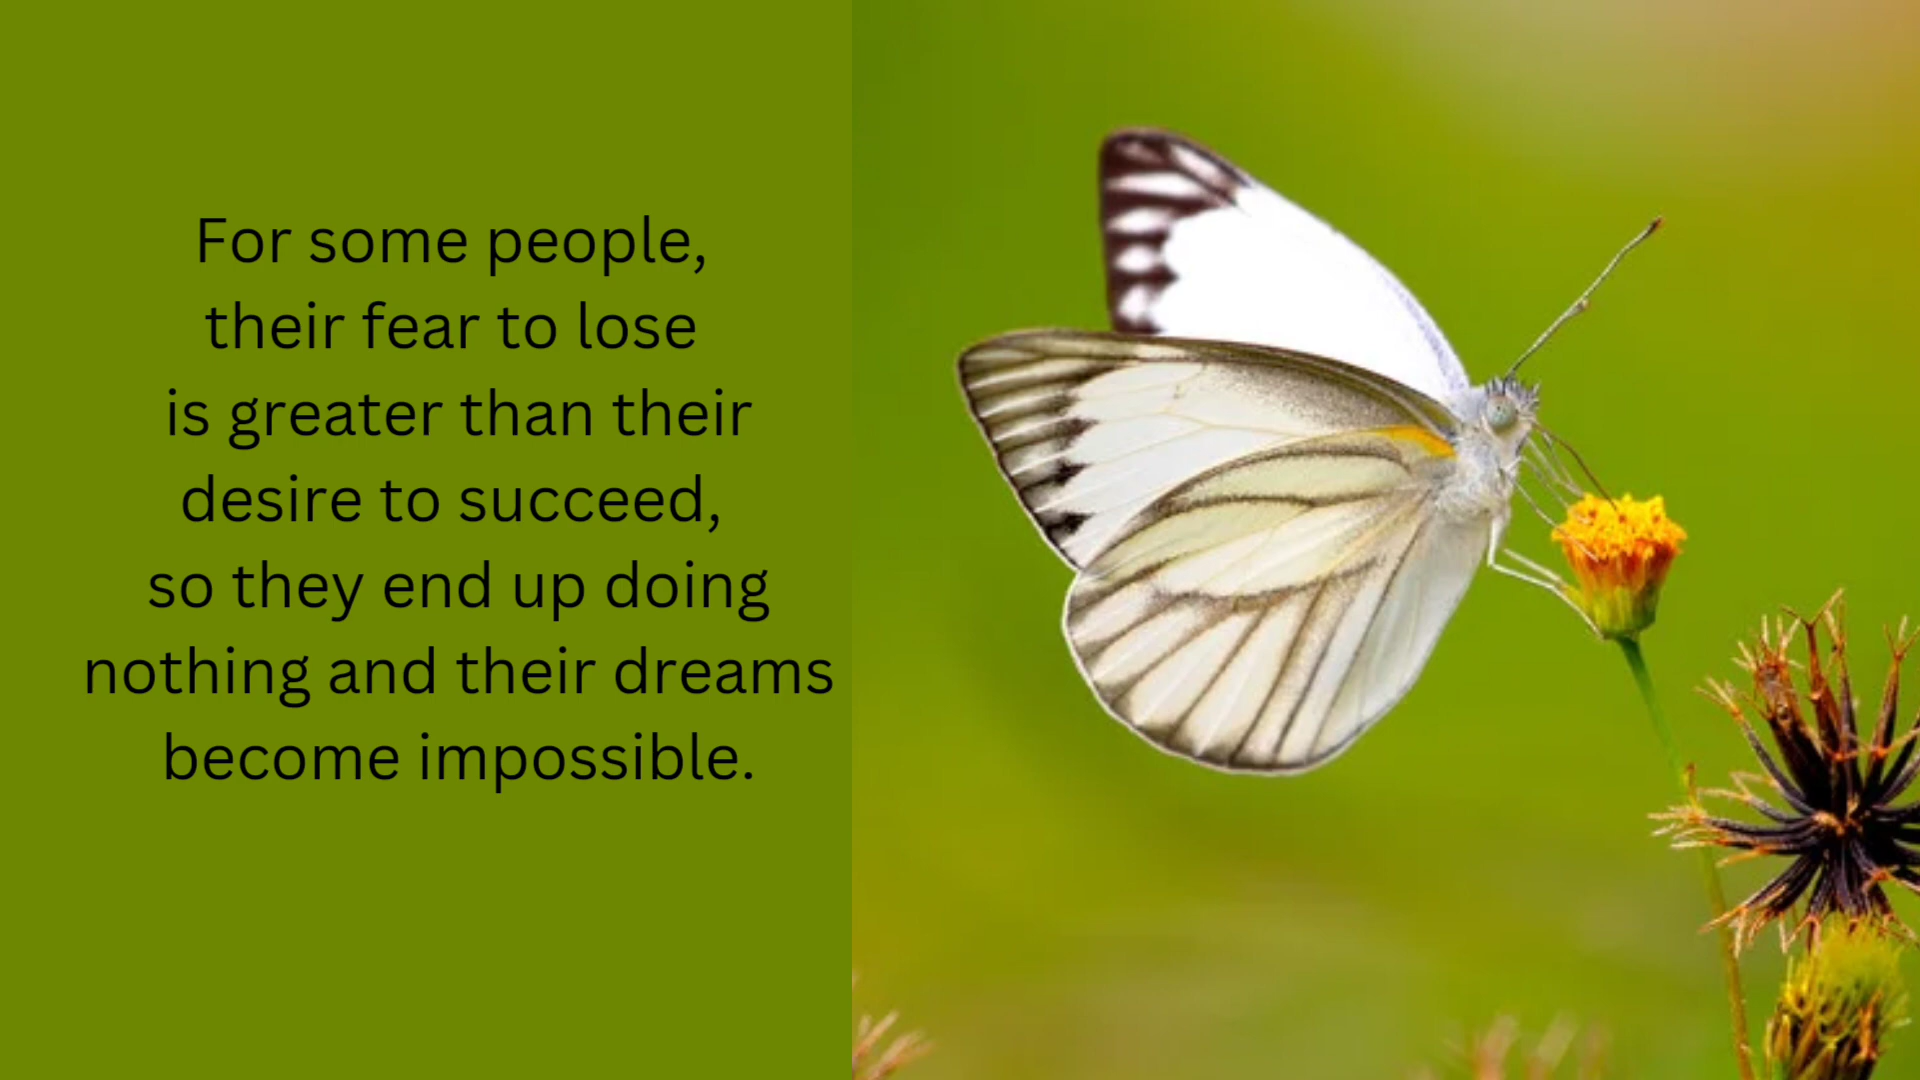 For some people,
their fear to lose
is greater than their
desire to succeed,
so they end up doing
nothing and their dreams
become impossible.